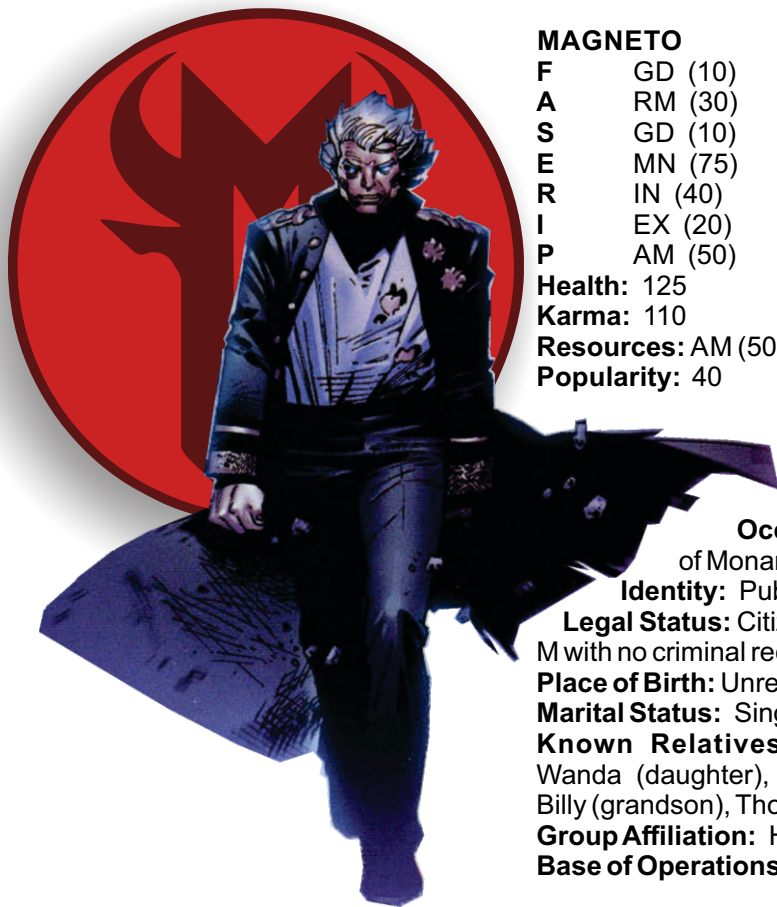 MAGNETO
F GD (10)
A RM (30)
S GD (10)
E MN (75)
R IN (40)
I EX (20)
P AM (50)
Health: 125
Karma: 110
Resources: AM (50
Popularity: 40
of Monar
Identity: Pub
Legal Status: Citiz
M with no criminal rec
Place of Birth: Unre
Marital Status: Sing
Known Relatives
Wanda (daughter),
Billy (grandson), Tho
Group Affiliation: H
Base of Operations